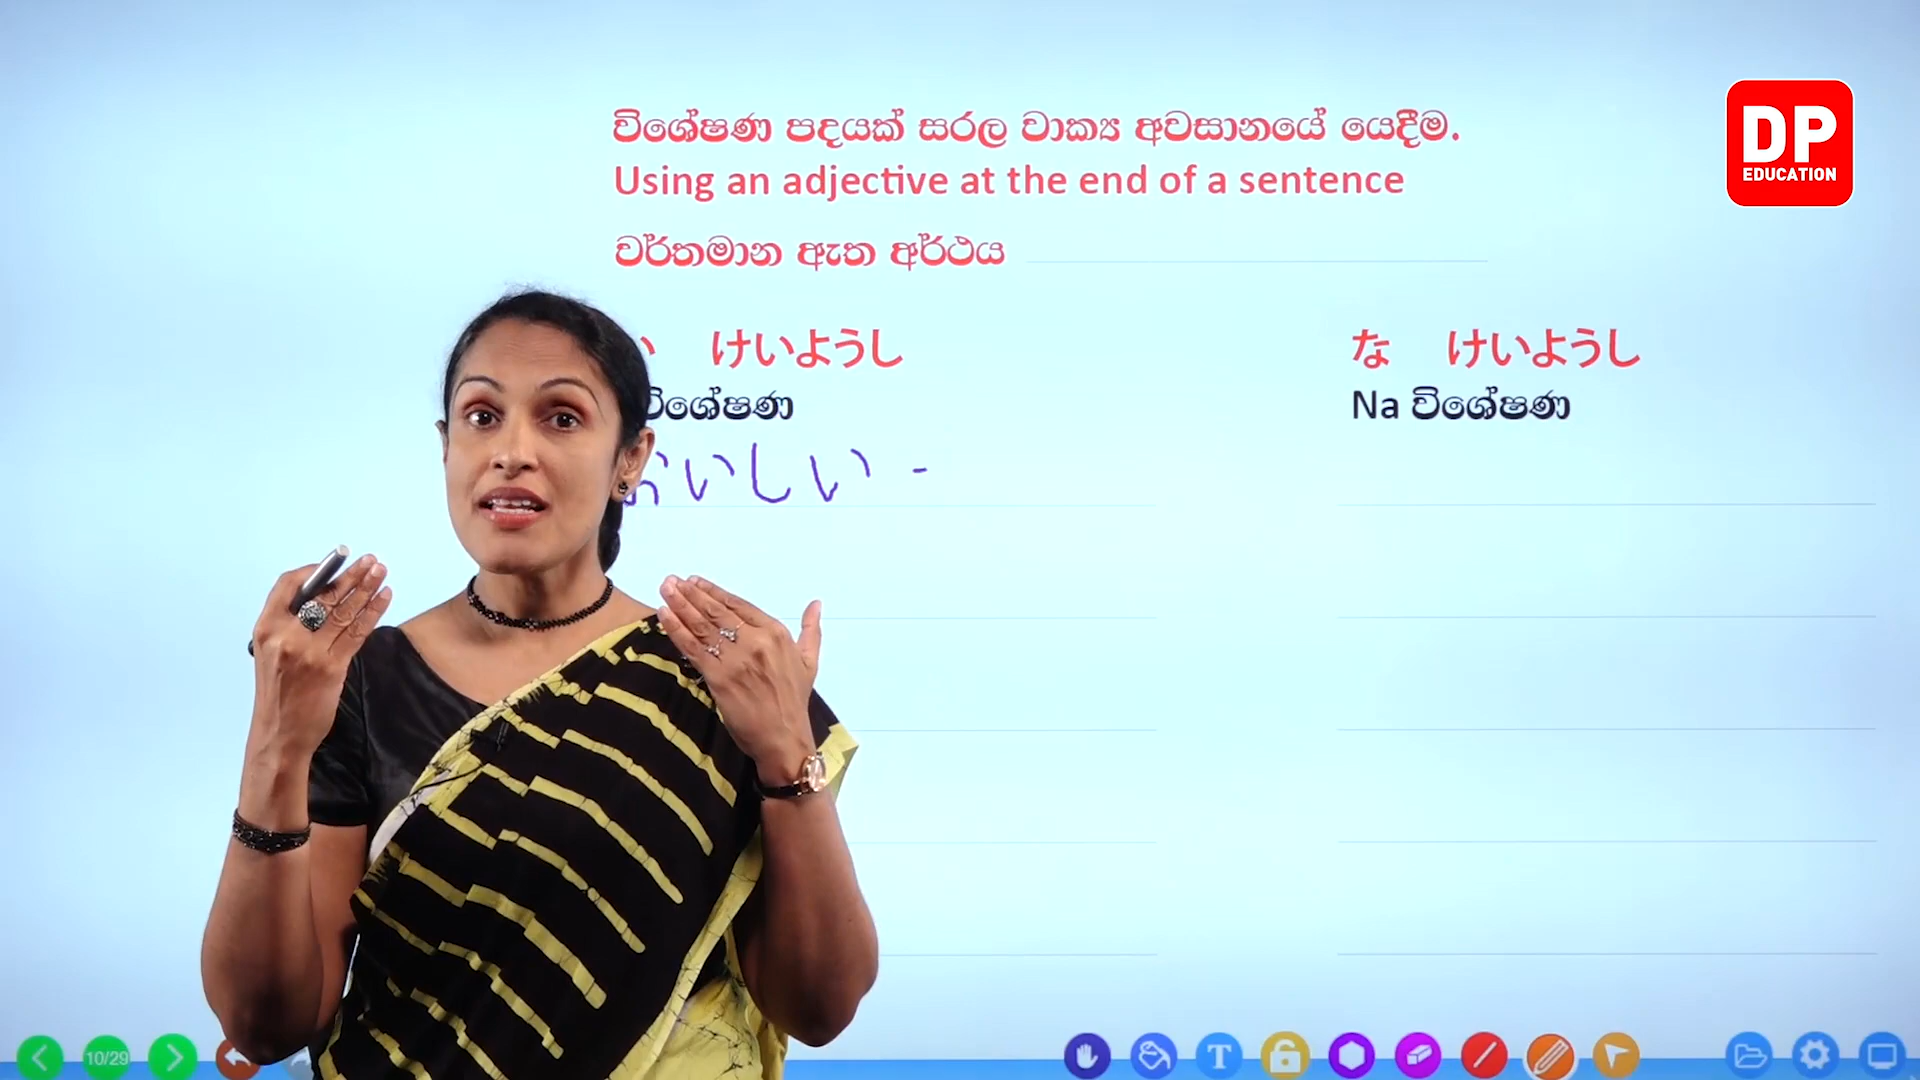 විශේෂණ පදයක් සරල වාක්‍ය අවසානයේ යෙදීම.
Using an adjective at the end of a sentence
වර්තමාන ඇත අර්ථය
DP
EDUCATION
けいようし
විශේෂණ
おいしい -
な けいようし
Na විශේෂණ
10/29
T